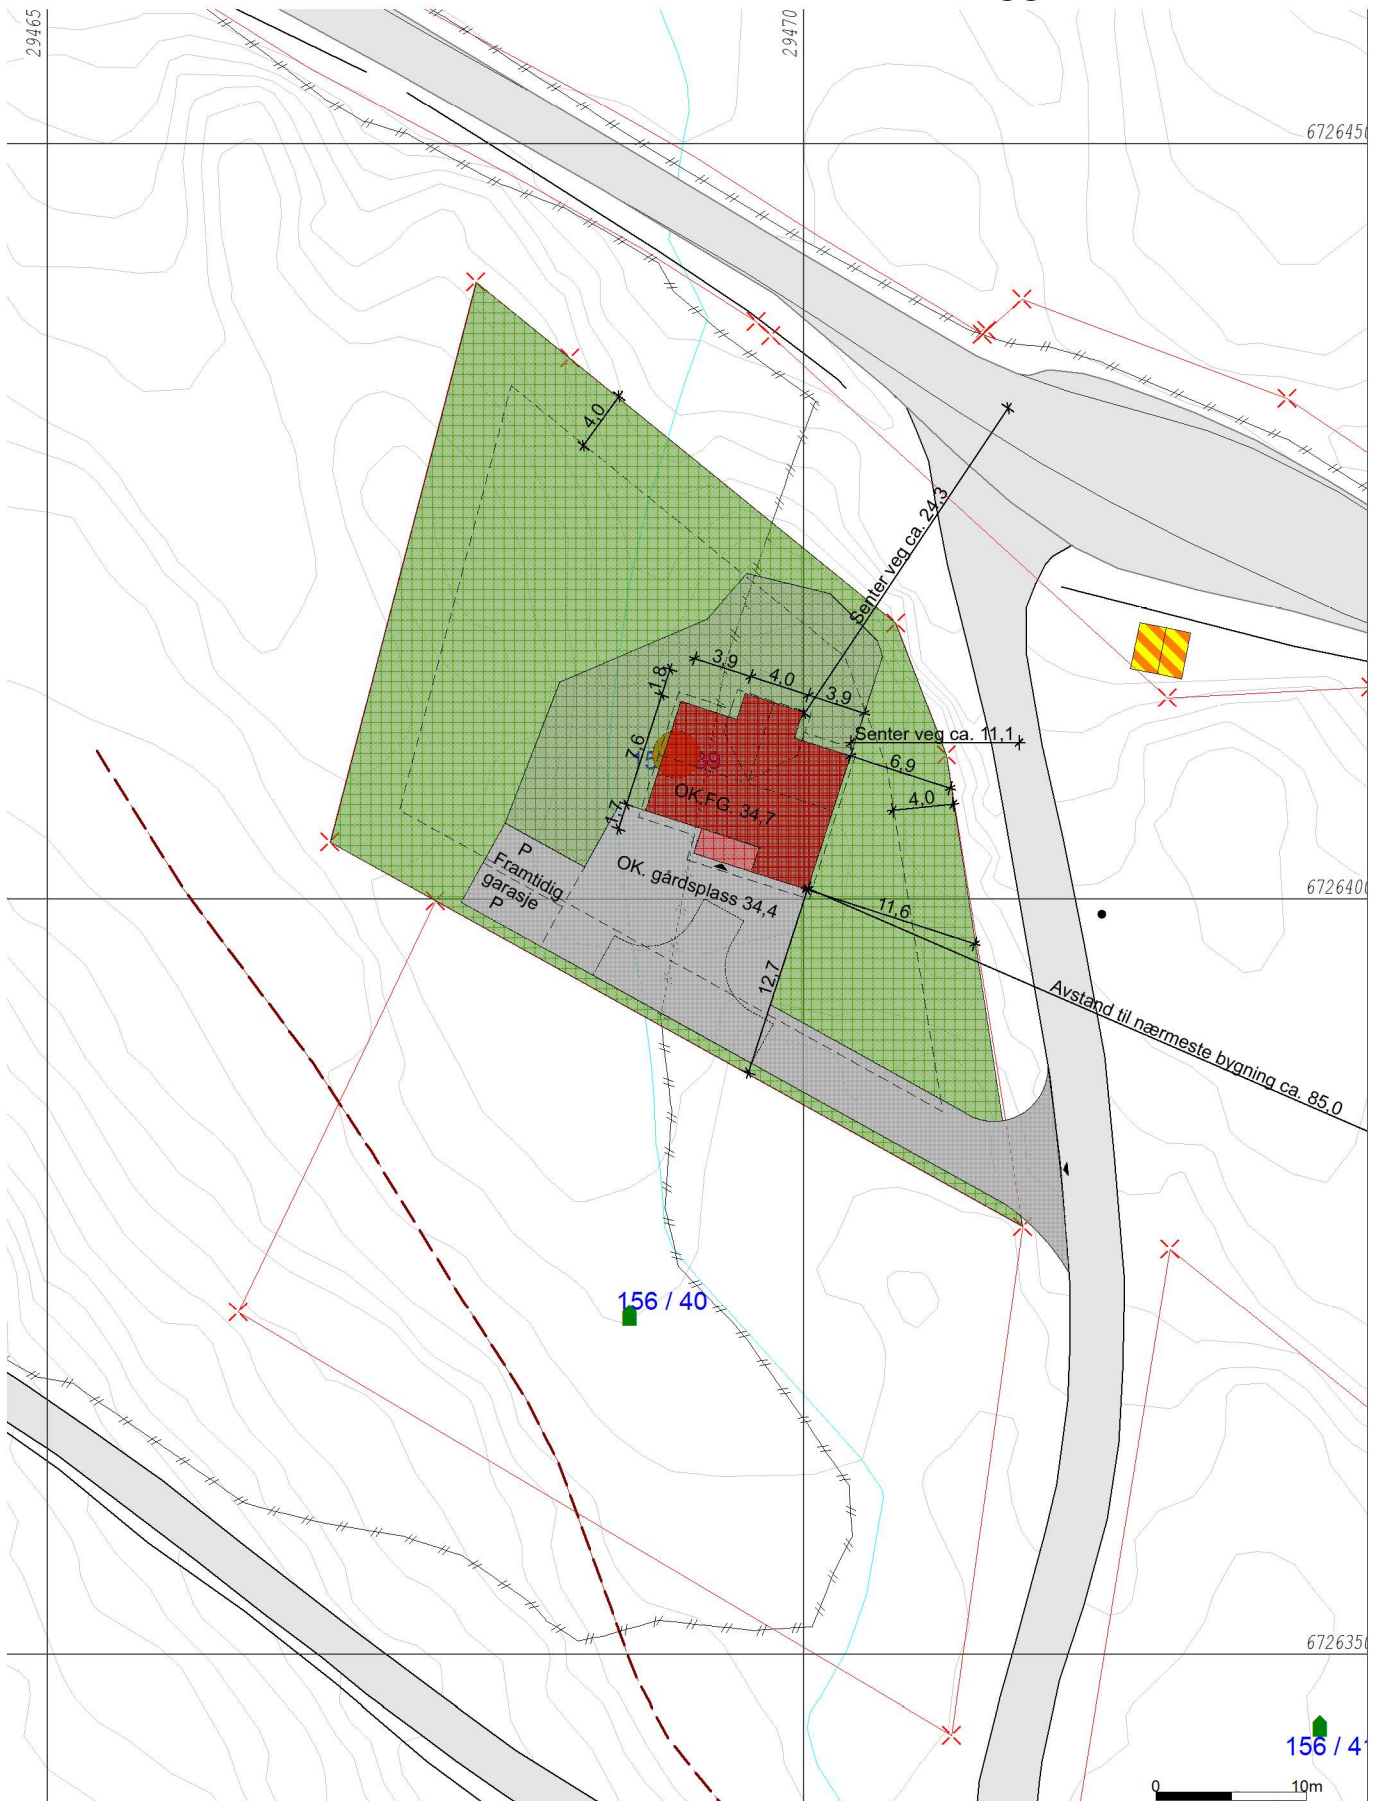 29465
29470
6726450
4,0
Senter veg ca. 24,3
3,9
4,0
3,9
1,8
Senter veg ca. 11,1
7,6
15
39
6,9
OK.FG. 34,7
4,0
1,7
P
Framtidig
garasje
P
OK. gårdsplass 34,4
6726400
11,6
12,7
Avstand til nærmeste bygning ca. 85,0
156 / 40
6726350
156 / 41
0
10m